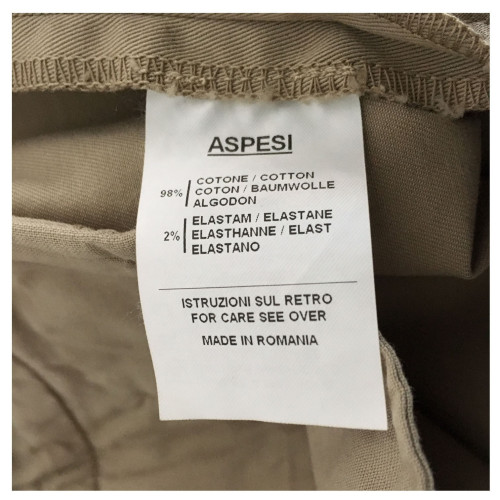 ASPESI
98% COTONE / COTTON
COTON / BAUMWOLLE
ALGODON
2% ELASTAM / ELASTANE
ELASTHANNE / ELAST
ELASTANO
ISTRUZIONI SUL RETRO
FOR CARE SEE OVER
MADE IN ROMANIA